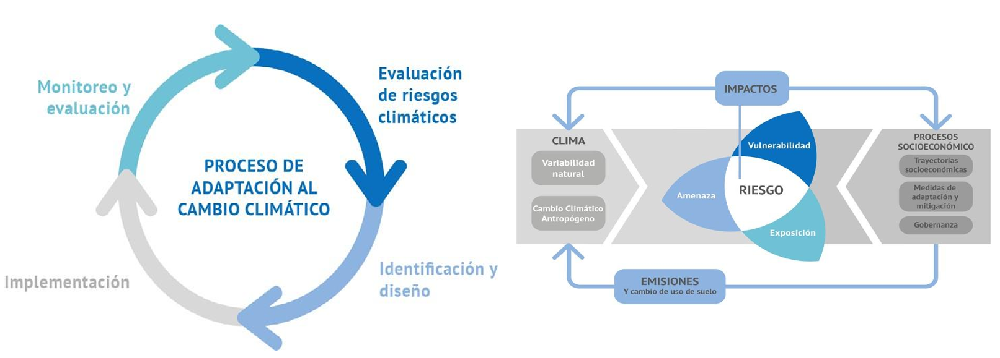 Monitoreo y
evaluación
Evaluación
de riesgos
climáticos
PROCESO DE
ADAPTACIÓN AL
CAMBIO CLIMÁTICO
Implementación
Identificación y
diseño
IMPACTOS
CLIMA
Variabilidad
natural
Cambio Climático
Antropógeno
Vulnerabilidad
Amenaza
RIESGO
Exposición
PROCESOS
SOCIOECONÓMICO
Trayectorias
socioeconómicas
Medidas de
adaptación y
mitigación
Gobernanza
EMISIONES
Y cambio de uso de suelo